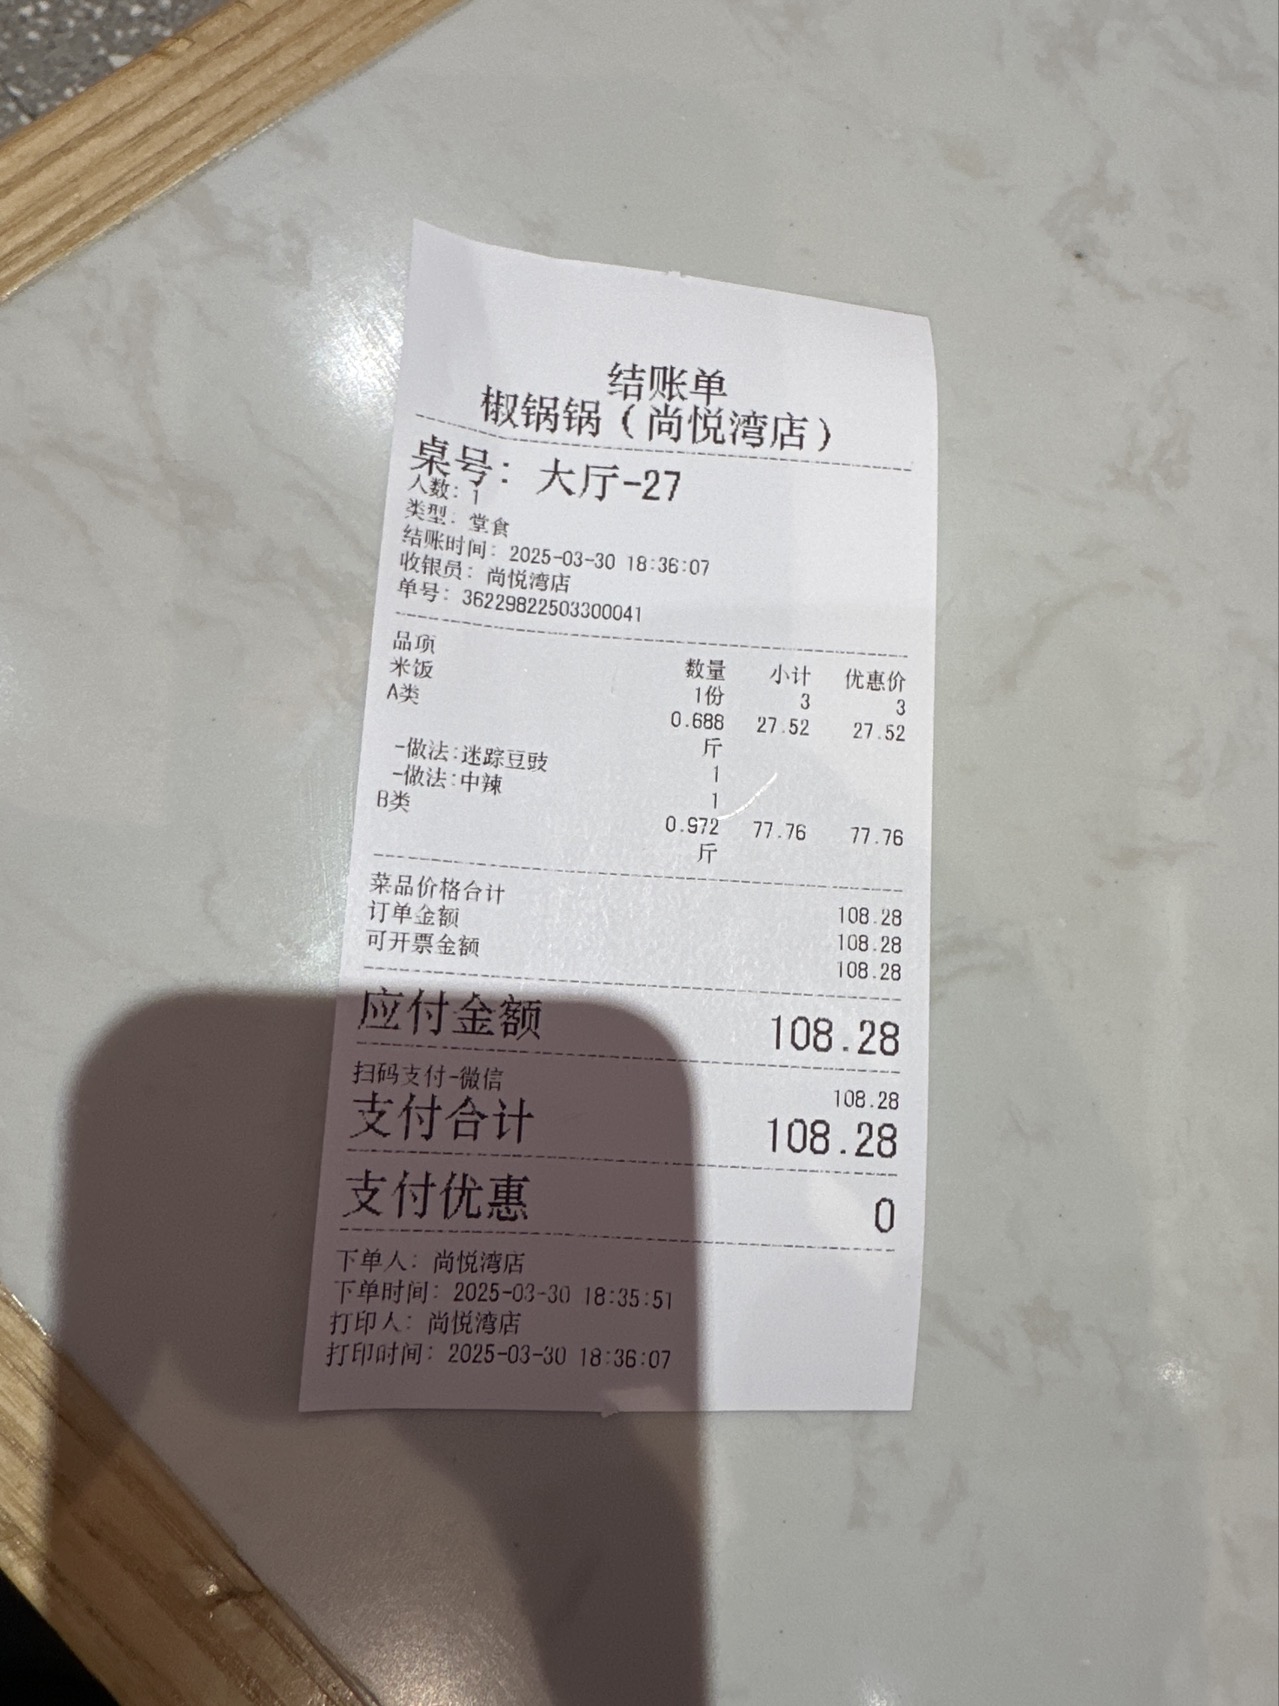 结账单
椒锅锅（尚悦湾店）
桌号: 大厅-27
人数: 1
类型: 堂食
结账时间: 2025-03-30 18:36:07
收银员: 尚悦湾店
单号: 36229822503300041
品项 数量 小计 优惠价
米饭 1份 3 3
A类 0.688 27.52 27.52
斤
-做法:迷踪豆豉 1
-做法:中辣 1
B类 0.972 77.76 77.76
斤
菜品价格合计 108.28
订单金额 108.28
可开票金额 108.28
应付金额 108.28
扫码支付-微信 108.28
支付合计 108.28
支付优惠 0
下单人: 尚悦湾店
下单时间: 2025-03-30 18:35:51
打印人: 尚悦湾店
打印时间: 2025-03-30 18:36:07